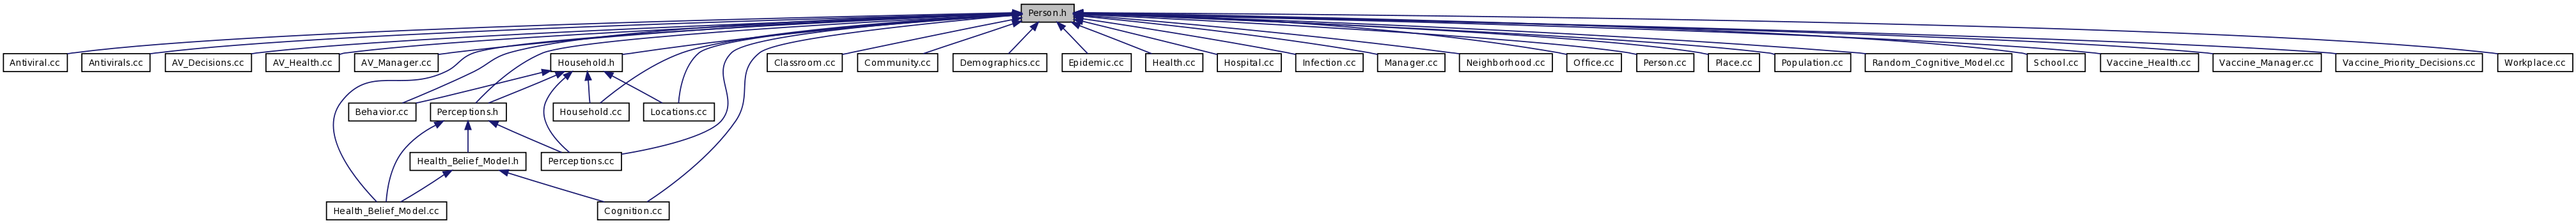 Person.h
Antiviral.cc
Antivirals.cc
AV_Decisions.cc
AV_Health.cc
AV_Manager.cc
Household.h
Classroom.cc
Community.cc
Demographics.cc
Epidemic.cc
Health.cc
Hospital.cc
Infection.cc
Manager.cc
Neighborhood.cc
Office.cc
Person.cc
Place.cc
Population.cc
Random_Cognitive_Model.cc
School.cc
Vaccine_Health.cc
Vaccine_Manager.cc
Vaccine_Priority_Decisions.cc
Workplace.cc
Behavior.cc
Perceptions.h
Household.cc
Locations.cc
Health_Belief_Model.h
Perceptions.cc
Health_Belief_Model.cc
Cognition.cc